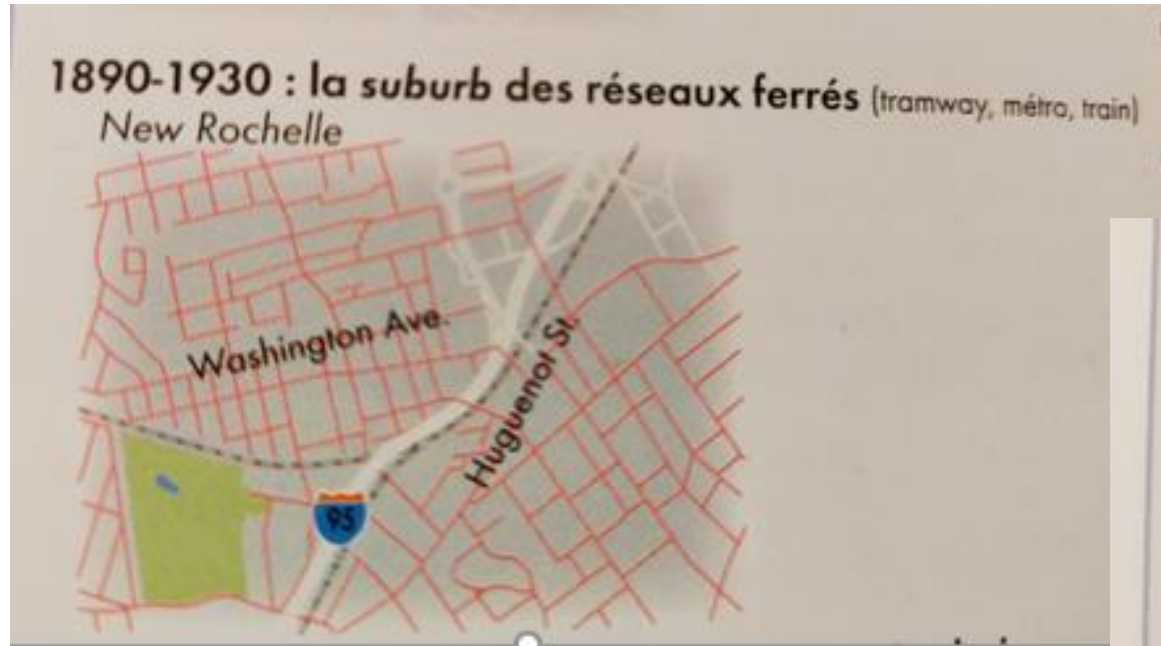 1890-1930 : la suburb des réseaux ferrés (tramway, métro, train)
New Rochelle
Washington Ave.
Huguenot St.
95